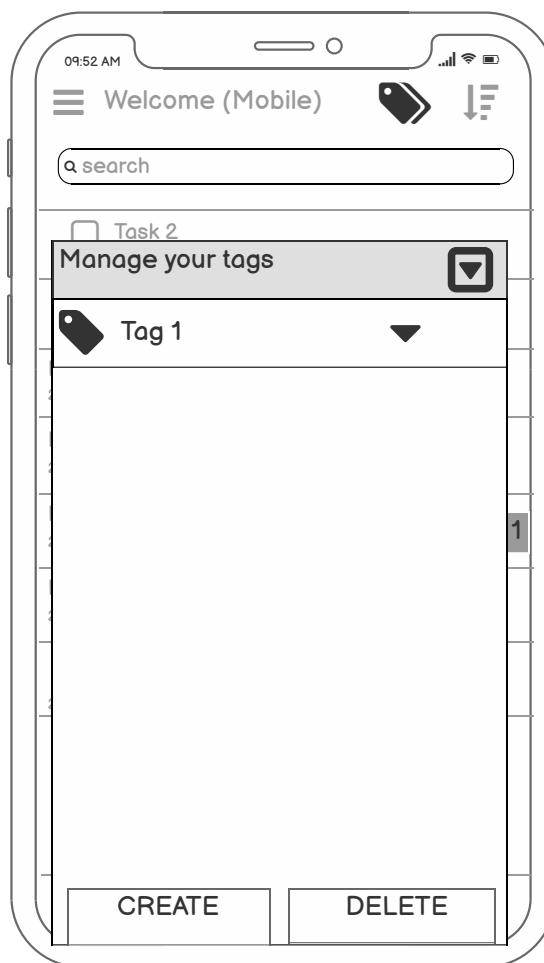 09:52 AM
Welcome (Mobile)
search
Task 2
Manage your tags
Tag 1
1
CREATE
DELETE